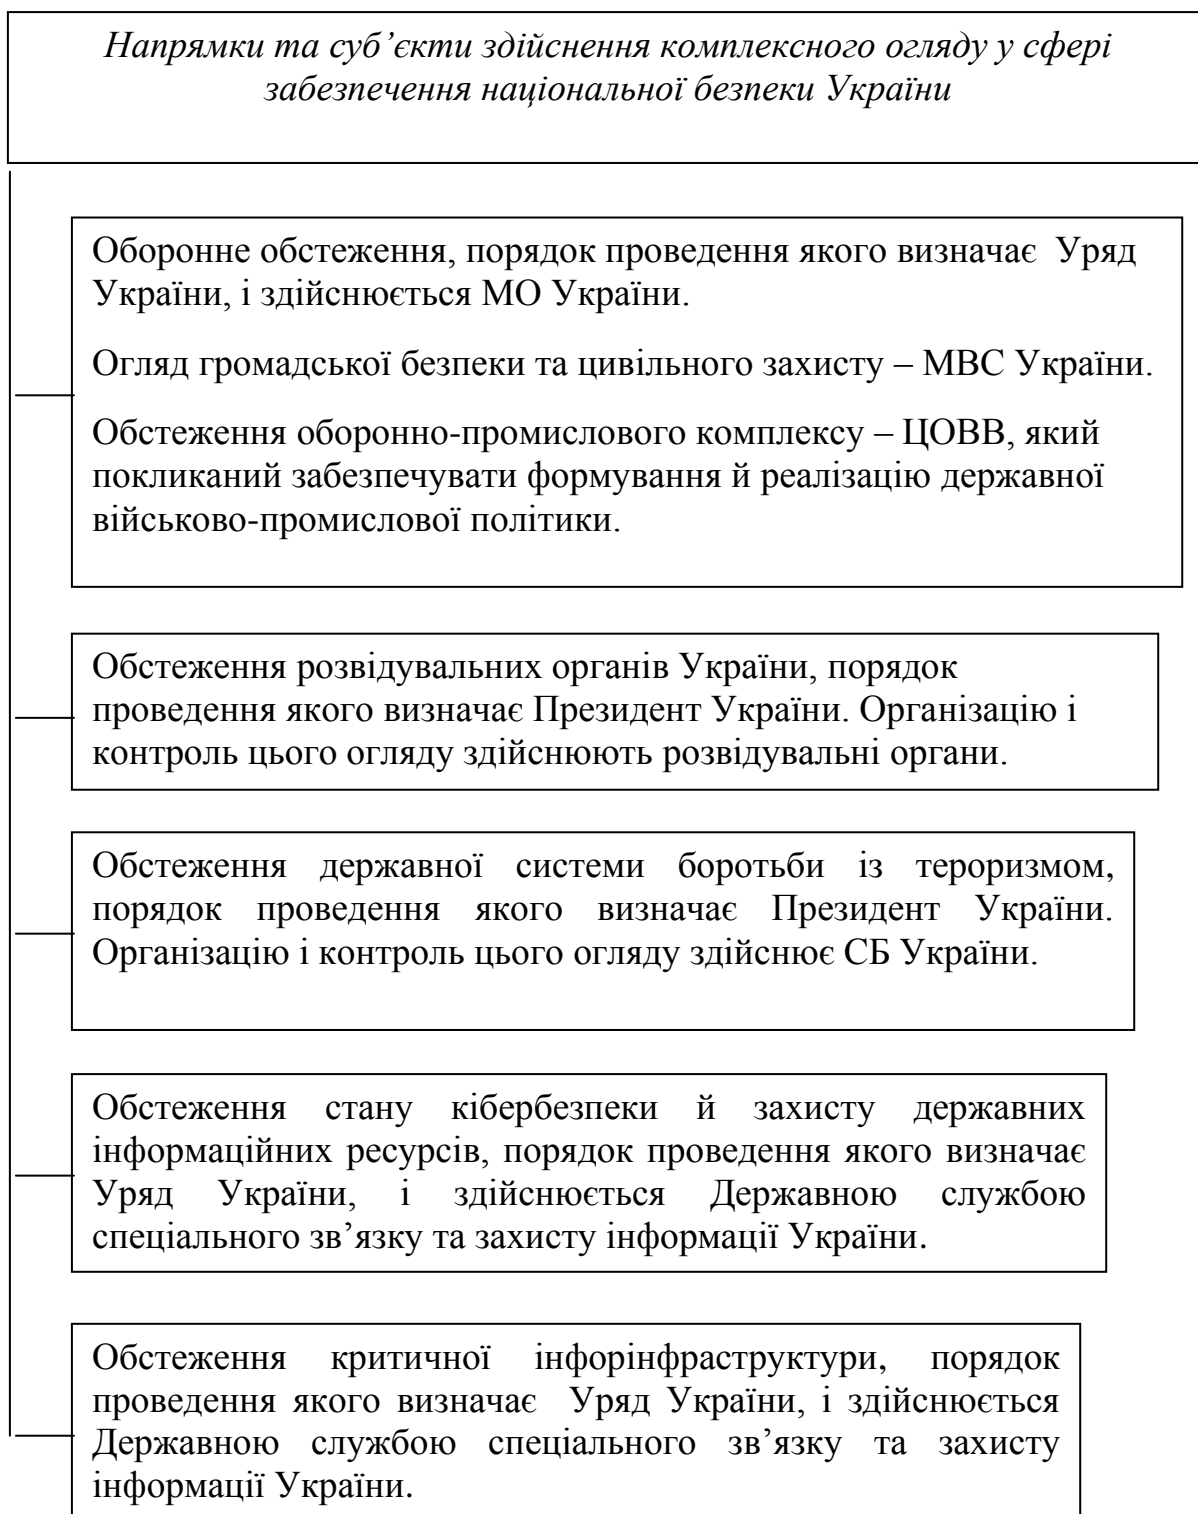 Напрямки та суб’єкти здійснення комплексного огляду у сфері
забезпечення національної безпеки України
Оборонне обстеження, порядок проведення якого визначає Уряд
України, і здійснюється МО України.
Огляд громадської безпеки та цивільного захисту – МВС України.
Обстеження оборонно-промислового комплексу – ЦОВВ, який
покликаний забезпечувати формування й реалізацію державної
військово-промислової політики.
Обстеження розвідувальних органів України, порядок
проведення якого визначає Президент України. Організацію і
контроль цього огляду здійснюють розвідувальні органи.
Обстеження державної системи боротьби із тероризмом,
порядок проведення якого визначає Президент України.
Організацію і контроль цього огляду здійснює СБ України.
Обстеження стану кібербезпеки й захисту державних
інформаційних ресурсів, порядок проведення якого визначає
Уряд України, і здійснюється Державною службою
спеціального зв’язку та захисту інформації України.
Обстеження критичної інфорінфраструктури, порядок
проведення якого визначає Уряд України, і здійснюється
Державною службою спеціального зв’язку та захисту
інформації України.